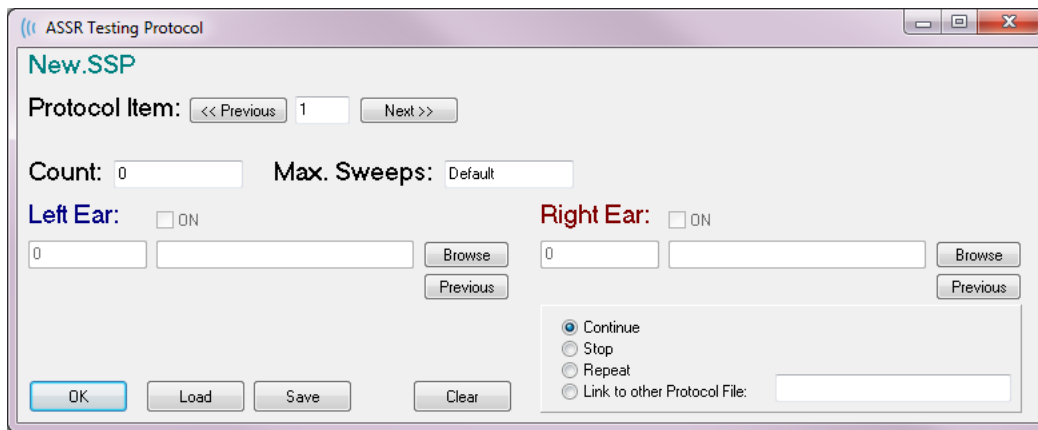 ASSR Testing Protocol
New.SSP
Protocol Item: << Previous 1 Next >>
Count: 0 Max. Sweeps: Default
Left Ear: ON Right Ear: ON
0 Browse 0 Browse
Previous Previous
Continue
Stop
Repeat
Link to other Protocol File:
OK Load Save Clear